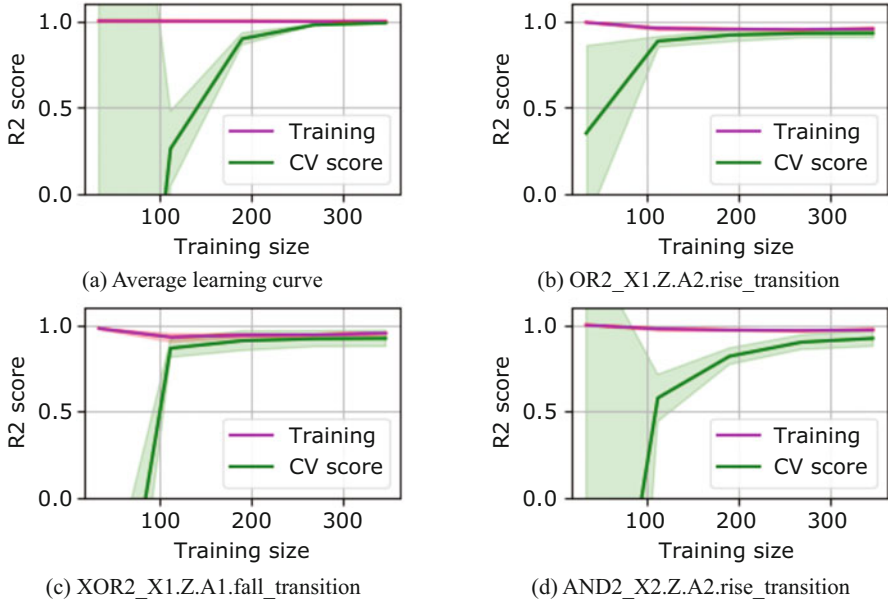 1.0
0.5
0.0
R2 score
Training
CV score
100
200
300
Training size
(a) Average learning curve
1.0
0.5
0.0
R2 score
Training
CV score
100
200
300
Training size
(b) OR2_X1.Z.A2.rise_transition
1.0
0.5
0.0
R2 score
Training
CV score
100
200
300
Training size
(c) XOR2_X1.Z.A1.fall_transition
1.0
0.5
0.0
R2 score
Training
CV score
100
200
300
Training size
(d) AND2_X2.Z.A2.rise_transition